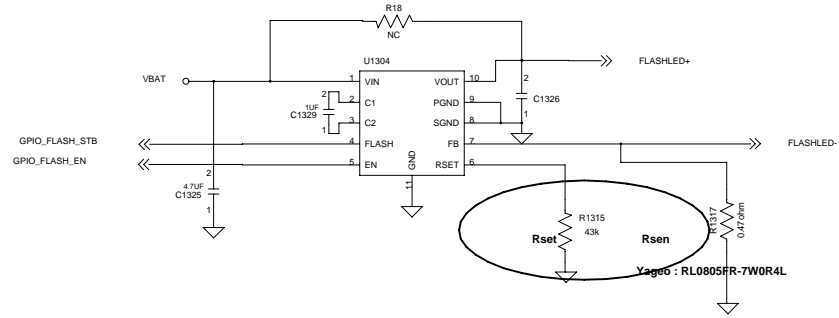 R18
NC
U1304
VBAT
1 VIN VOUT 10
FLASHLED+
2 C1 PGND 9
2 1UF C1329 1
3 C2 SGND 8
2 C1326 1
GPIO_FLASH_STB
4 FLASH FB 7
FLASHLED-
GPIO_FLASH_EN
5 EN RSET 6
GND
11
2
4.7UF
C1325
1
R1315
43k
Rset
Rsen
R1317
0.47ohm
Yageo : RL0805FR-7W0R4L